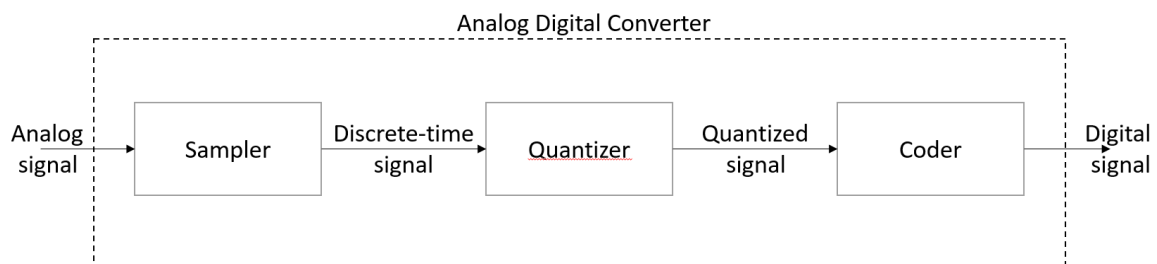 Analog Digital Converter
Analog
signal
Sampler
Discrete-time
signal
Quantizer
Quantized
signal
Coder
Digital
signal